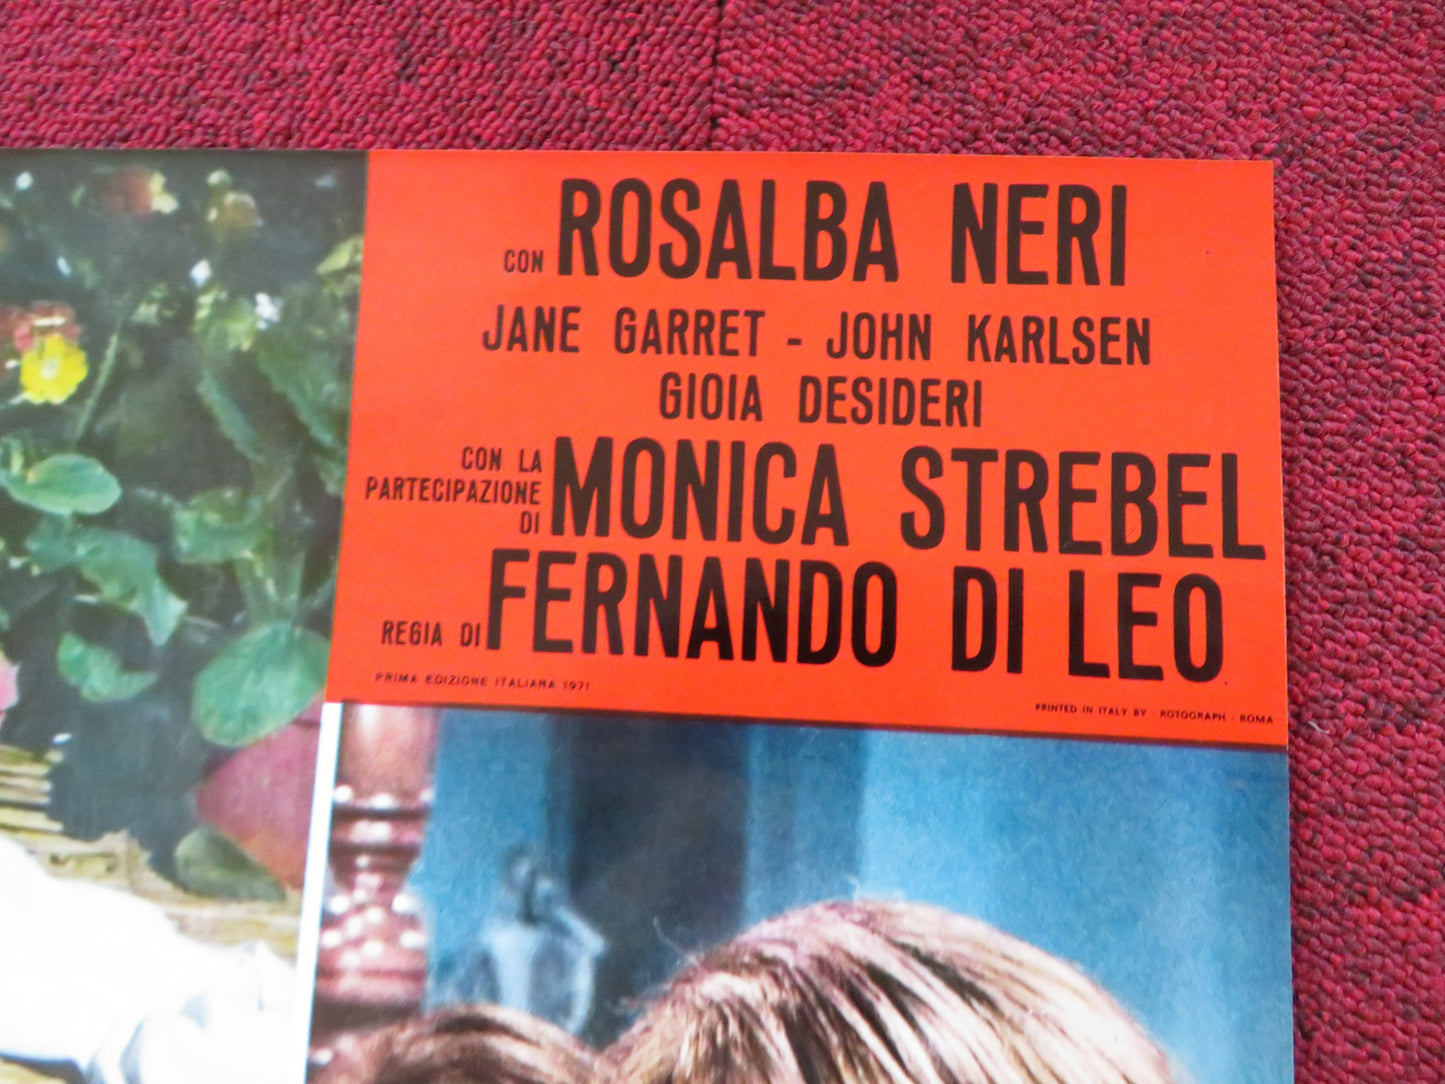 CON ROSALBA NERI
JANE GARRET - JOHN KARLSEN
GIOIA DESIDERI
CON LA PARTECIPAZIONE DI MONICA STREBEL
REGIA DI FERNANDO DI LEO
PRIMA EDIZIONE ITALIANA 1971
PRINTED IN ITALY BY - ROTOGRAPH - ROMA